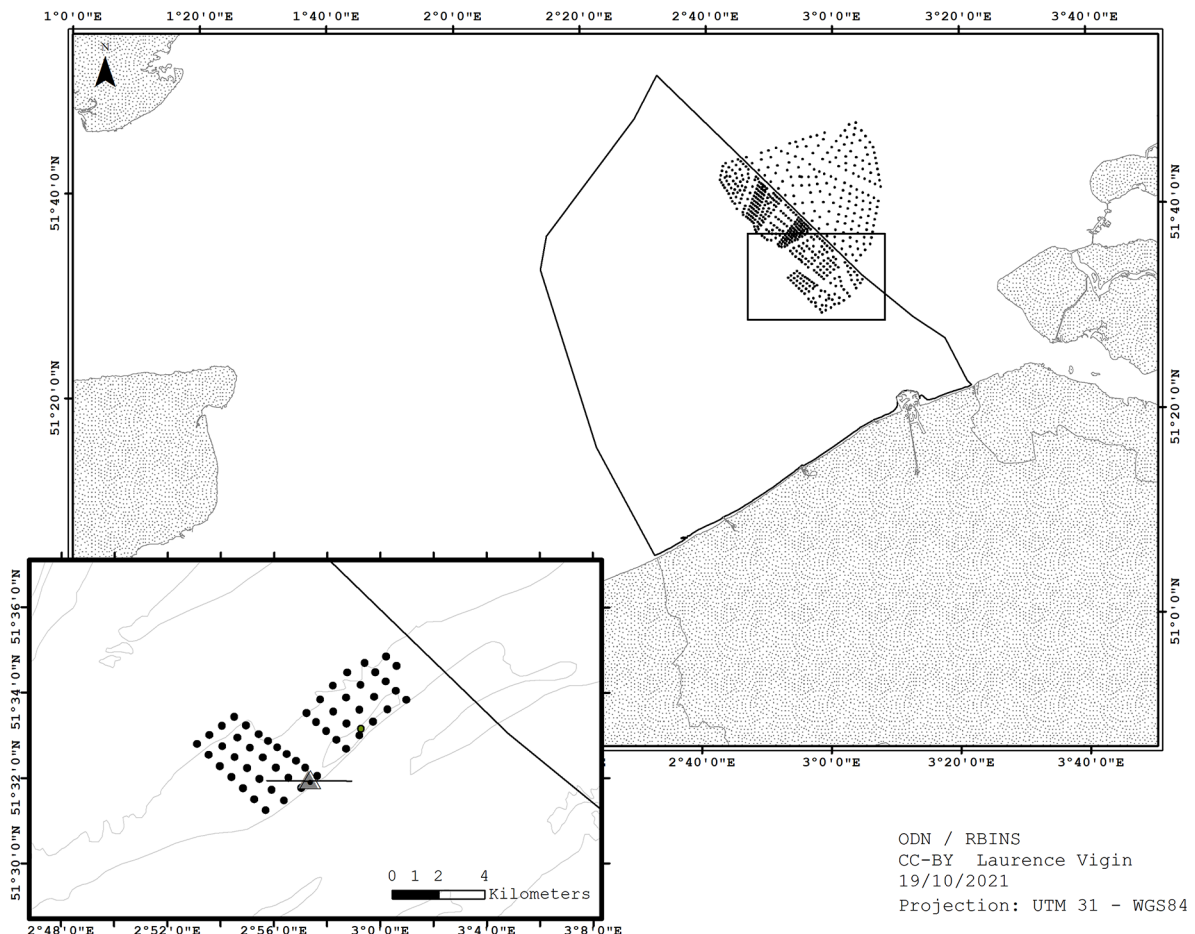 1°0'0"E 1°20'0"E 1°40'0"E 2°0'0"E 2°20'0"E 2°40'0"E 3°0'0"E 3°20'0"E 3°40'0"E
N
51°40'0"N
51°40'0"N
51°20'0"N
51°20'0"N
51°0'0"N
2°40'0"E 3°0'0"E 3°20'0"E 3°40'0"E
51°36'0"N
51°34'0"N
51°32'0"N
51°30'0"N
0 1 2 4
Kilometers
2°48'0"E 2°52'0"E 2°56'0"E 3°0'0"E 3°4'0"E 3°8'0"E
ODN / RBINS
CC-BY Laurence Vigin
19/10/2021
Projection: UTM 31 - WGS84